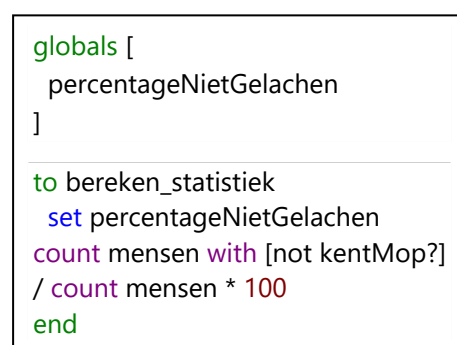 globals [
percentageNietGelachen
]
to bereken_statistiek
set percentageNietGelachen
count mensen with [not kentMop?]
/ count mensen * 100
end